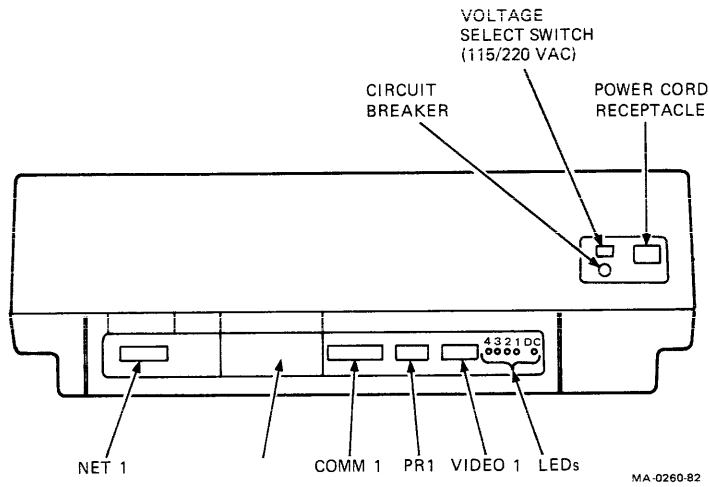 VOLTAGE
SELECT SWITCH
(115/220 VAC)
CIRCUIT
BREAKER
POWER CORD
RECEPTACLE
4 3 2 1 DC
NET 1
COMM 1
PR1
VIDEO 1
LEDs
MA-0260-82